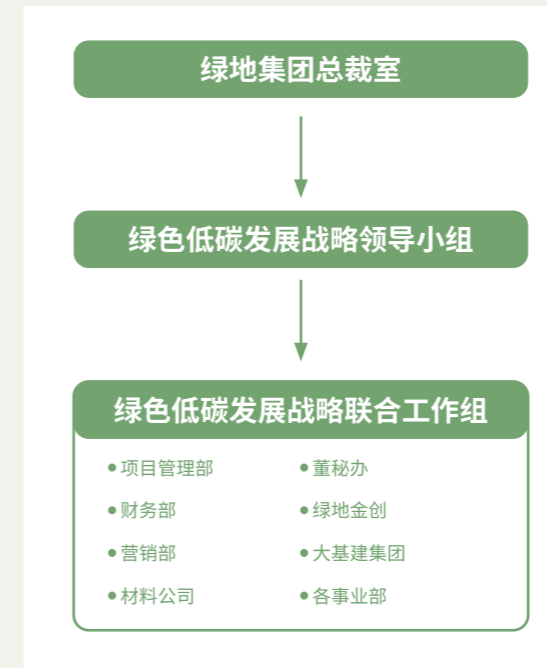 绿地集团总裁室
绿色低碳发展战略领导小组
绿色低碳发展战略联合工作组
•项目管理部 •董秘办
•财务部 •绿地金创
•营销部 •大基建集团
•材料公司 •各事业部